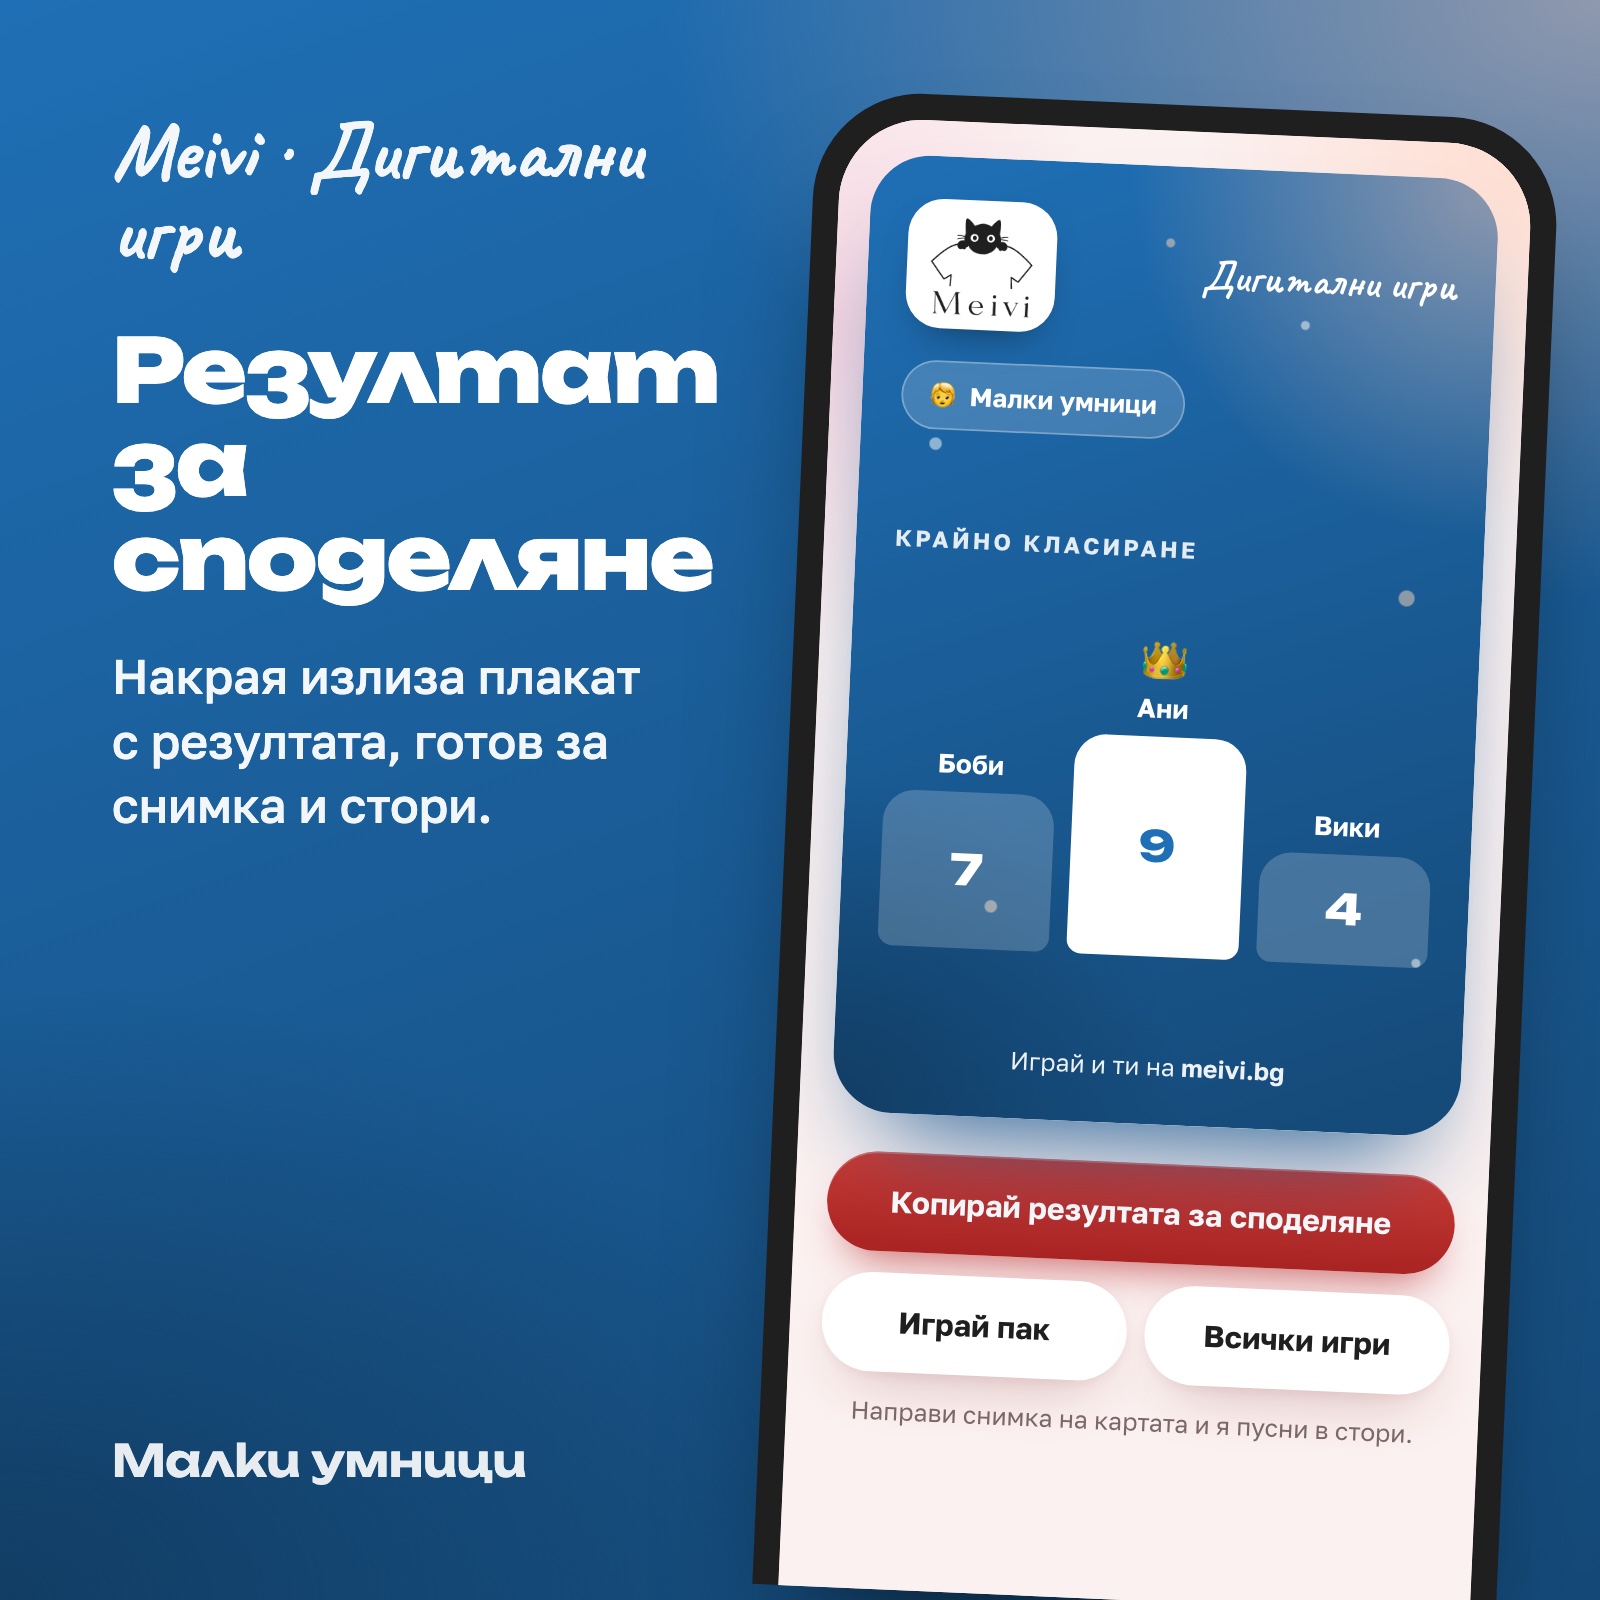 Meivi · Дигитални
игри
Резултат
за
споделяне
Накрая излиза плакат
с резултата, готов за
снимка и стори.
Малки умници
Meivi
Дигитални игри
🧒 Малки умници
КРАЙНО КЛАСИРАНЕ
Ани
Боби
Вики
7
9
4
Играй и ти на meivi.bg
Копирай резултата за споделяне
Играй пак
Всички игри
Направи снимка на картата и я пусни в стори.